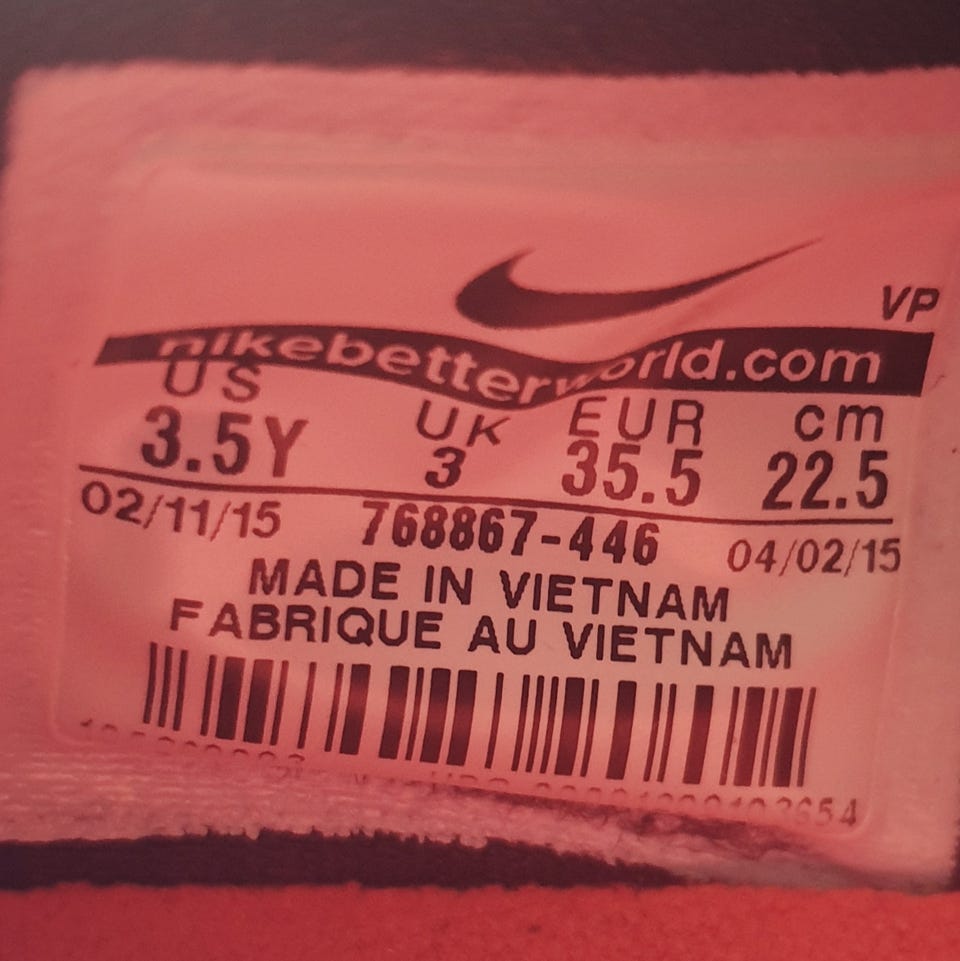 VP
nikebetterworld.com
US UK EUR cm
3.5Y 3 35.5 22.5
02/11/15 768867-446 04/02/15
MADE IN VIETNAM
FABRIQUE AU VIETNAM